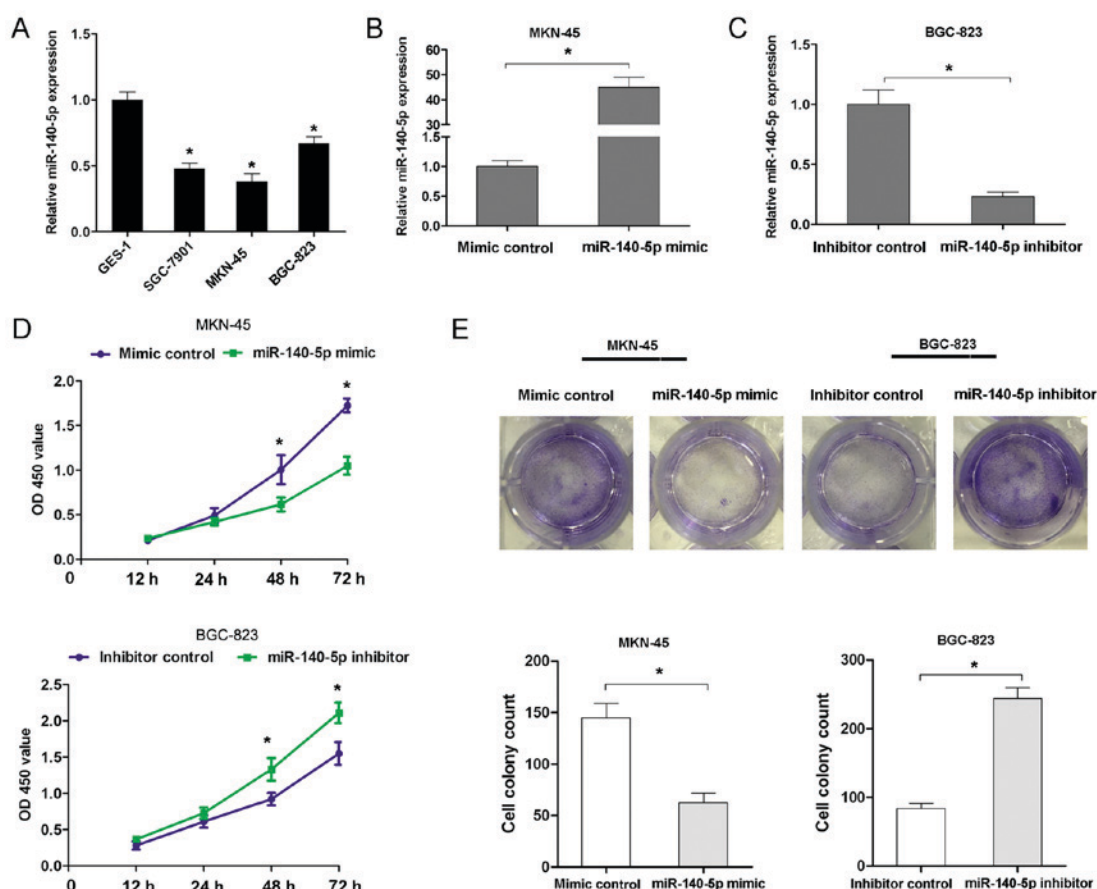 A
Relative miR-140-5p expression
1.5
1.0
0.5
0.0
*
*
*
GES-1
SGC-7901
MKN-45
BGC-823
B
MKN-45
Relative miR-140-5p expression
60
50
40
30
1.5
1.0
0.5
0.0
*
Mimic control
miR-140-5p mimic
C
BGC-823
Relative miR-140-5p expression
1.5
1.0
0.5
0.0
*
Inhibitor control
miR-140-5p inhibitor
D
MKN-45
Mimic control
miR-140-5p mimic
OD 450 value
2.0
1.5
1.0
0.5
0.0
*
*
0
12 h
24 h
48 h
72 h
BGC-823
Inhibitor control
miR-140-5p inhibitor
OD 450 value
2.5
2.0
1.5
1.0
0.5
0.0
*
*
0
12 h
24 h
48 h
72 h
E
MKN-45
BGC-823
Mimic control
miR-140-5p mimic
Inhibitor control
miR-140-5p inhibitor
MKN-45
Cell colony count
200
150
100
50
0
*
Mimic control
miR-140-5p mimic
BGC-823
Cell colony count
300
200
100
0
*
Inhibitor control
miR-140-5p inhibitor